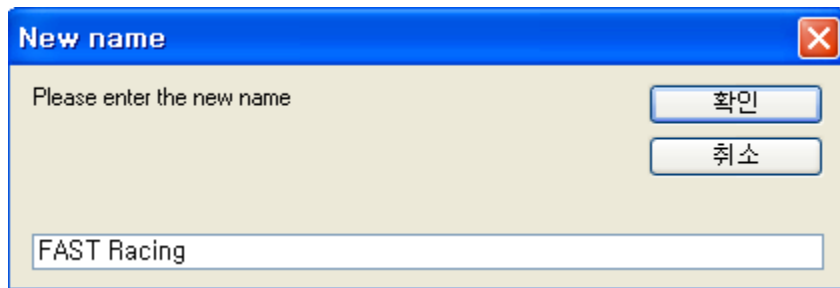 New name
Please enter the new name
확인
취소
FAST Racing